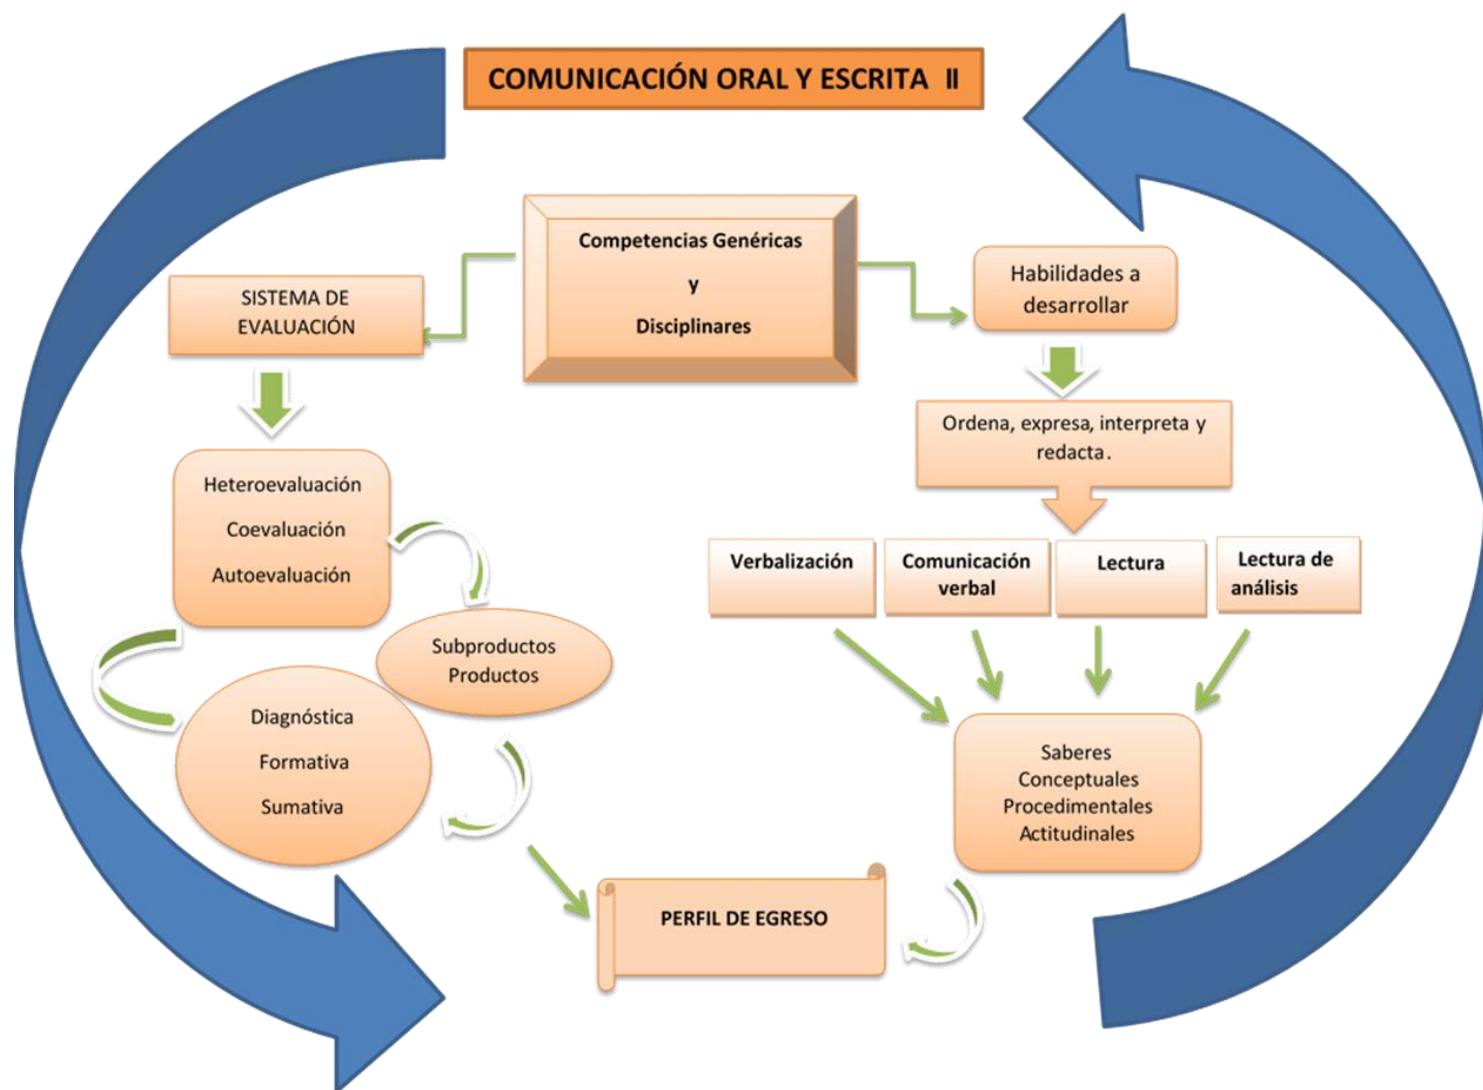 COMUNICACIÓN ORAL Y ESCRITA II
Competencias Genéricas
y
Disciplinares
SISTEMA DE
EVALUACIÓN
Habilidades a
desarrollar
Ordena, expresa, interpreta y
redacta.
Heteroevaluación
Coevaluación
Autoevaluación
Verbalización
Comunicación
verbal
Lectura
Lectura de
análisis
Subproductos
Productos
Diagnóstica
Formativa
Sumativa
Saberes
Conceptuales
Procedimentales
Actitudinales
PERFIL DE EGRESO